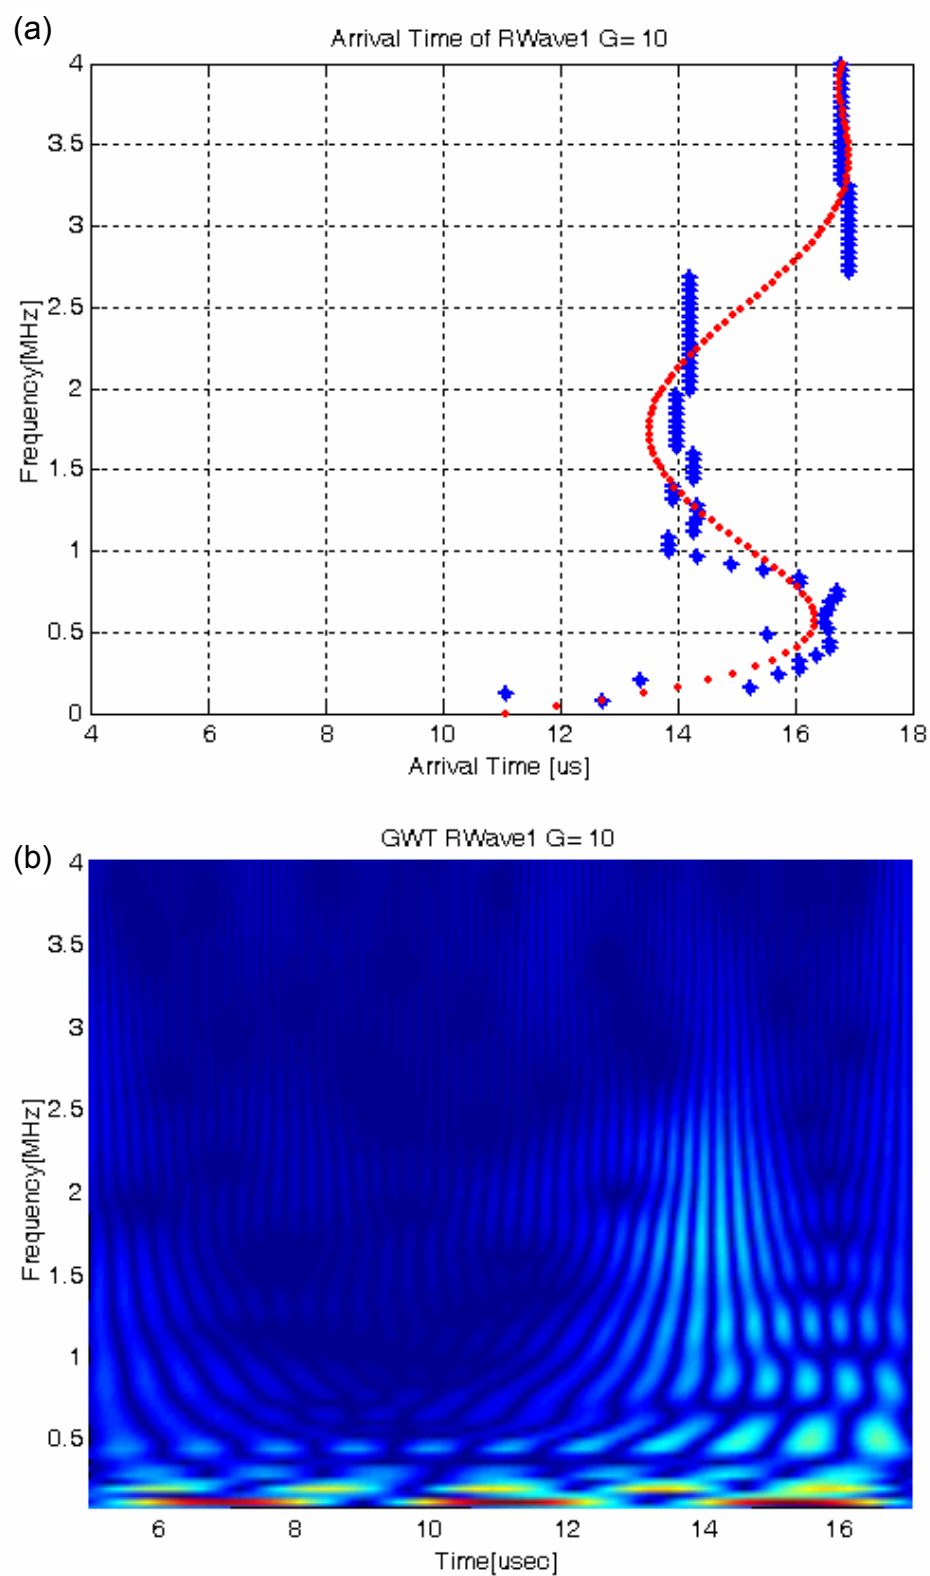 (a)
Arrival Time of RWave1 G= 10
4
3.5
3
2.5
2
1.5
1
0.5
0
Frequency[MHz]
4 6 8 10 12 14 16 18
Arrival Time [us]
(b)
GWT RWave1 G= 10
4
3.5
3
2.5
2
1.5
1
0.5
Frequency[MHz]
6 8 10 12 14 16
Time[usec]